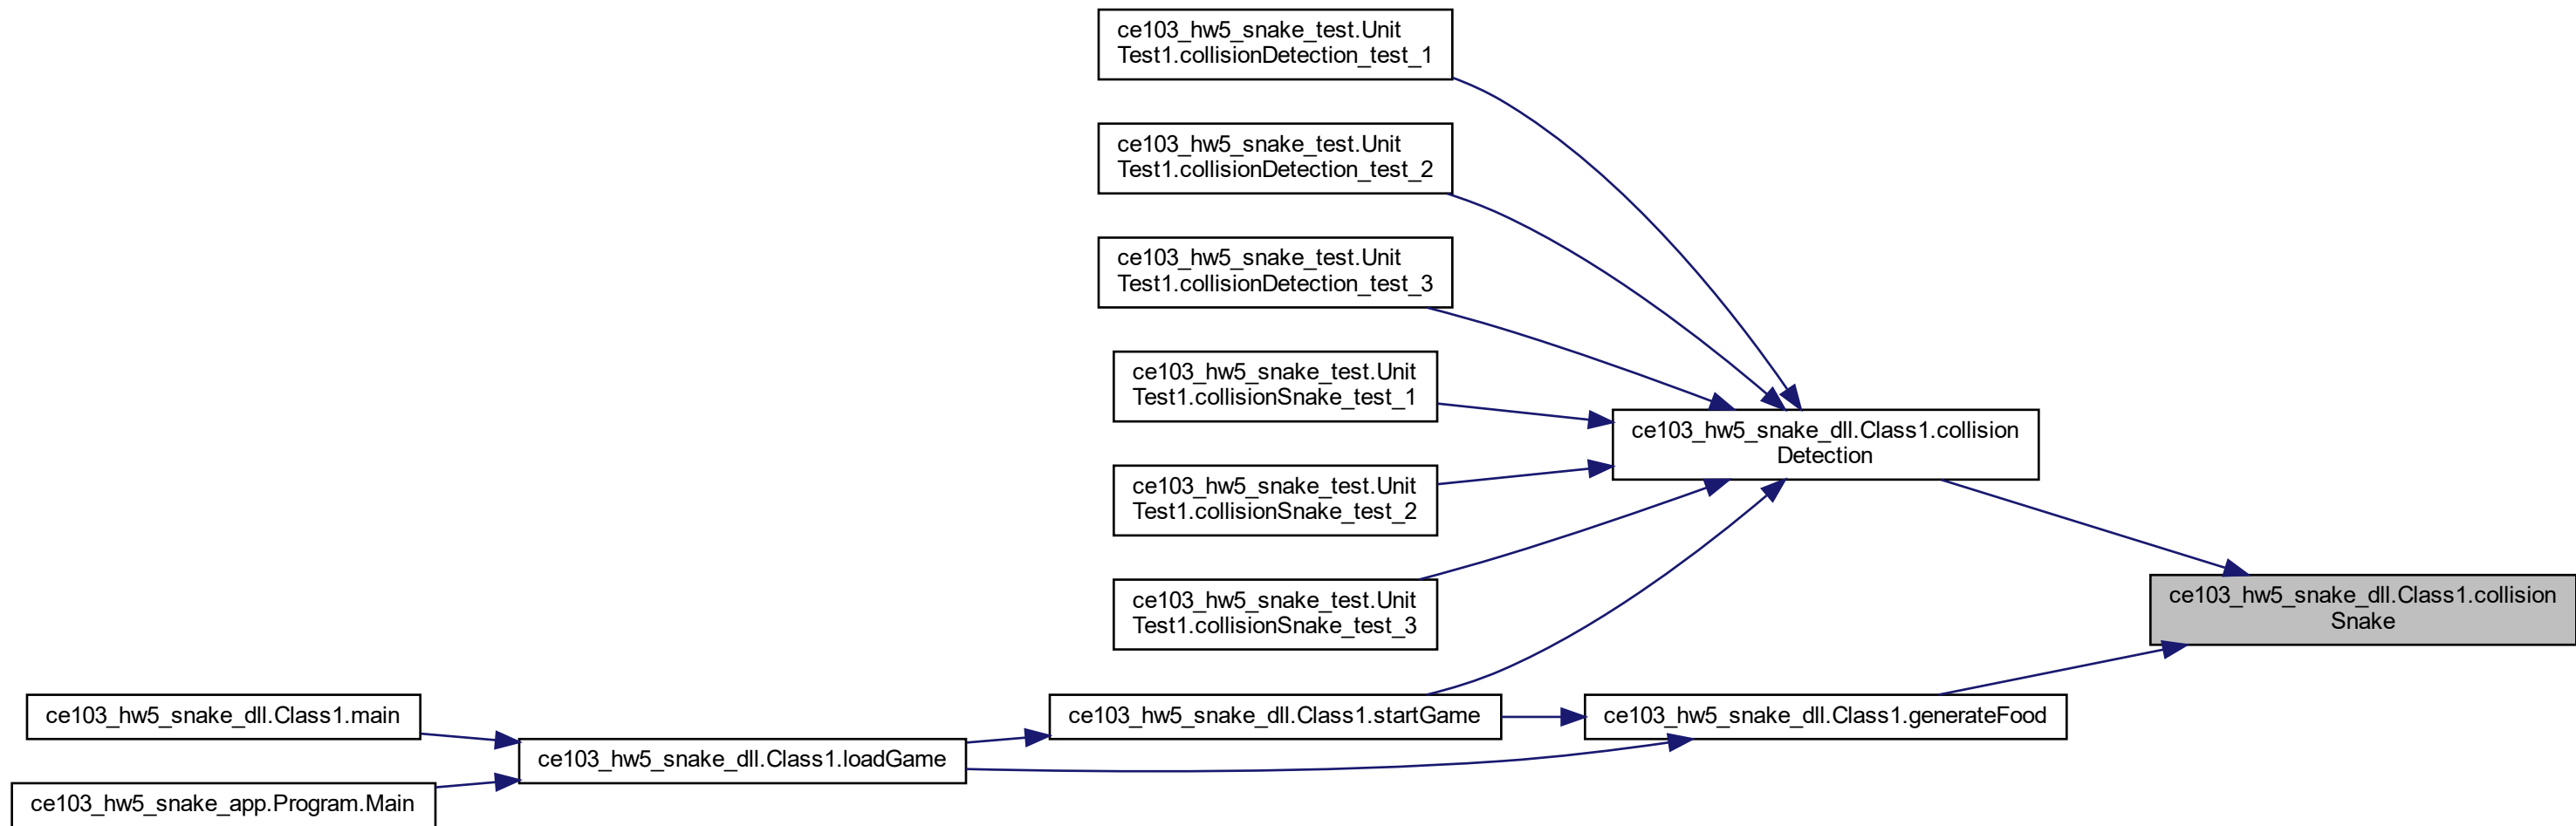 ce103_hw5_snake_test.Unit
Test1.collisionDetection_test_1
ce103_hw5_snake_test.Unit
Test1.collisionDetection_test_2
ce103_hw5_snake_test.Unit
Test1.collisionDetection_test_3
ce103_hw5_snake_test.Unit
Test1.collisionSnake_test_1
ce103_hw5_snake_dll.Class1.collision
Detection
ce103_hw5_snake_test.Unit
Test1.collisionSnake_test_2
ce103_hw5_snake_test.Unit
Test1.collisionSnake_test_3
ce103_hw5_snake_dll.Class1.collision
Snake
ce103_hw5_snake_dll.Class1.main
ce103_hw5_snake_dll.Class1.startGame
ce103_hw5_snake_dll.Class1.generateFood
ce103_hw5_snake_dll.Class1.loadGame
ce103_hw5_snake_app.Program.Main